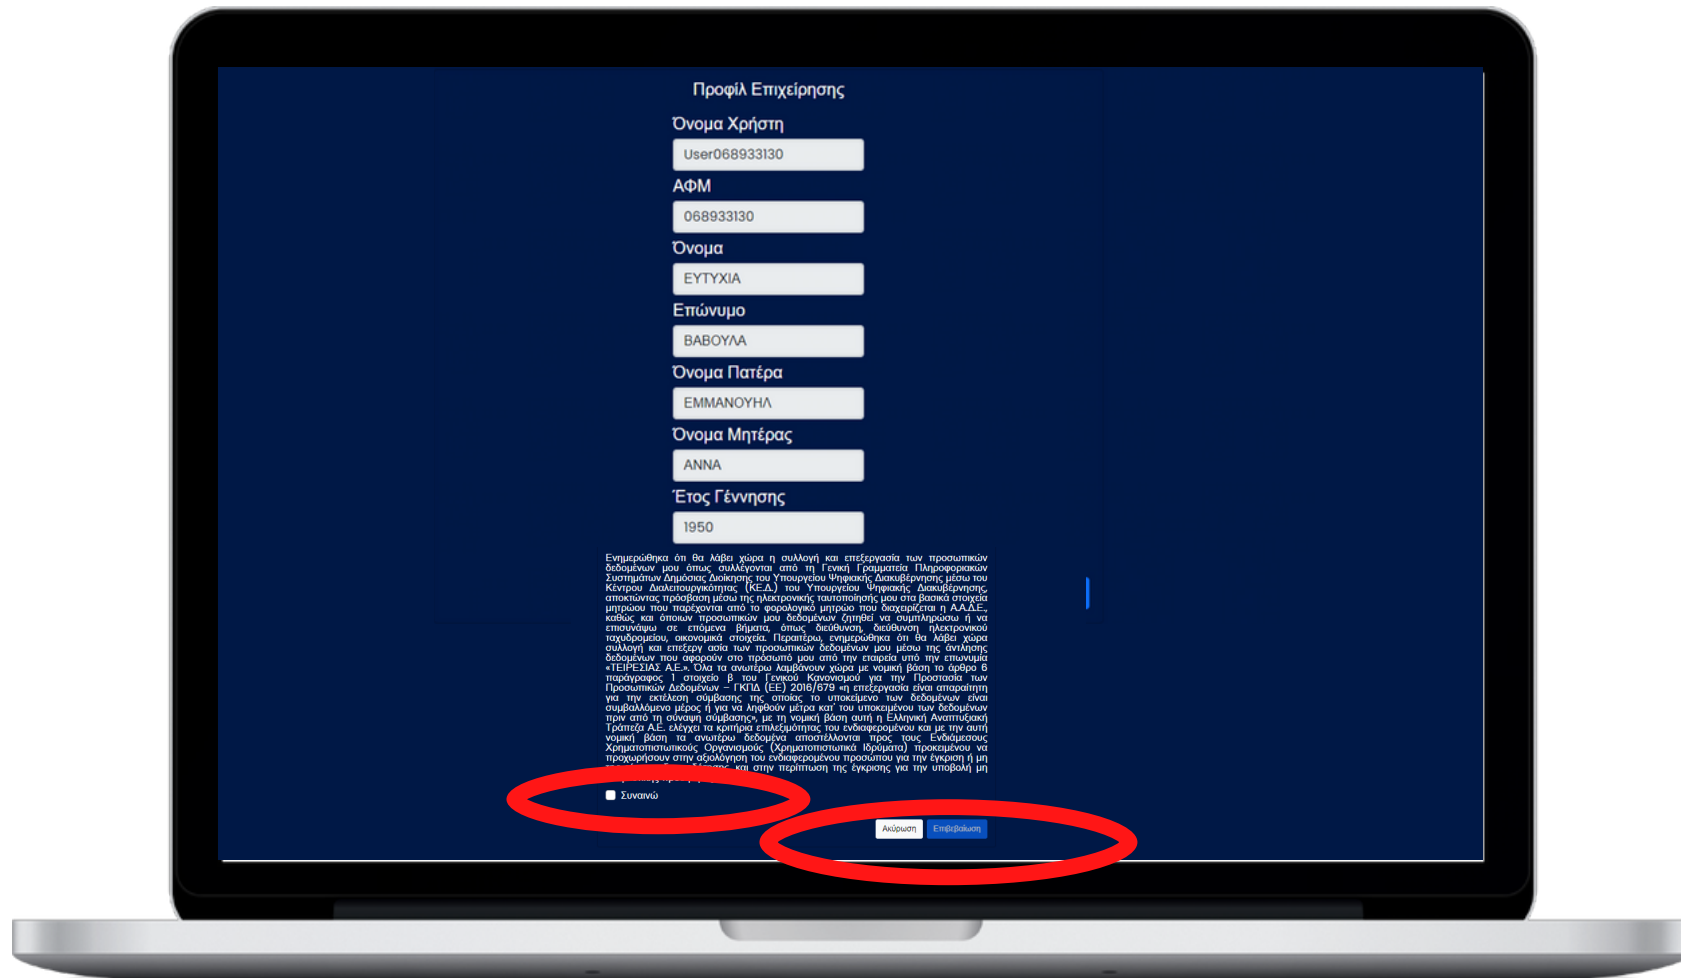 Προφίλ Επιχείρησης
Όνομα Χρήστη
User068933130
ΑΦΜ
068933130
Όνομα
ΕΥΤΥΧΙΑ
Επώνυμο
ΒΑΒΟΥΛΑ
Όνομα Πατέρα
ΕΜΜΑΝΟΥΗΛ
Όνομα Μητέρας
ΑΝΝΑ
Έτος Γέννησης
1950
Ενημερώθηκα ότι θα λάβει χώρα η συλλογή και επεξεργασία των προσωπικών
δεδομένων μου όπως συλλέγονται από τη Γενική Γραμματεία Πληροφοριακών
Συστημάτων Δημόσιας Διοίκησης του Υπουργείου Ψηφιακής Διακυβέρνησης μέσω του
Κέντρου Διαλειτουργικότητας (ΚΕ.Δ.) του Υπουργείου Ψηφιακής Διακυβέρνησης,
αποκτώντας πρόσβαση μέσω της ηλεκτρονικής ταυτοποίησής μου στα βασικά στοιχεία
μητρώου που παρέχονται από το φορολογικό μητρώο που διαχειρίζεται η Α.Α.Δ.Ε.,
καθώς και όποιων προσωπικών μου δεδομένων ζητηθεί να συμπληρώσω ή να
επισυνάψω σε επόμενα βήματα, όπως διεύθυνση, διεύθυνση ηλεκτρονικού
ταχυδρομείου, οικονομικά στοιχεία. Περαιτέρω, ενημερώθηκα ότι θα λάβει χώρα
συλλογή και επεξεργ ασία των προσωπικών δεδομένων μου μέσω της άντλησης
δεδομένων που αφορούν στο πρόσωπό μου από την εταιρεία υπό την επωνυμία
«ΤΕΙΡΕΣΙΑΣ Α.Ε.». Όλα τα ανωτέρω λαμβάνουν χώρα με νομική βάση το άρθρο 6
παράγραφος 1 στοιχείο β του Γενικού Κανονισμού για την Προστασία των
Προσωπικών Δεδομένων – ΓΚΠΔ (ΕΕ) 2016/679 «η επεξεργασία είναι απαραίτητη
για την εκτέλεση σύμβασης της οποίας το υποκείμενο των δεδομένων είναι
συμβαλλόμενο μέρος ή για να ληφθούν μέτρα κατ' του υποκειμένου των δεδομένων
πριν από τη σύναψη σύμβασης», με τη νομική βάση αυτή η Ελληνική Αναπτυξιακή
Τράπεζα Α.Ε. ελέγχει τα κριτήρια επιλεξιμότητας του ενδιαφερομένου και με την αυτή
νομική βάση τα ανωτέρω δεδομένα αποστέλλονται προς τους Ενδιάμεσους
Χρηματοπιστωτικούς Οργανισμούς (Χρηματοπιστωτικά Ιδρύματα) προκειμένου να
προχωρήσουν στην αξιολόγηση του ενδιαφερομένου προσώπου για την έγκριση ή μη
και στην περίπτωση της έγκρισης για την υποβολή μη
Συναινώ
Ακύρωση Επιβεβαίωση